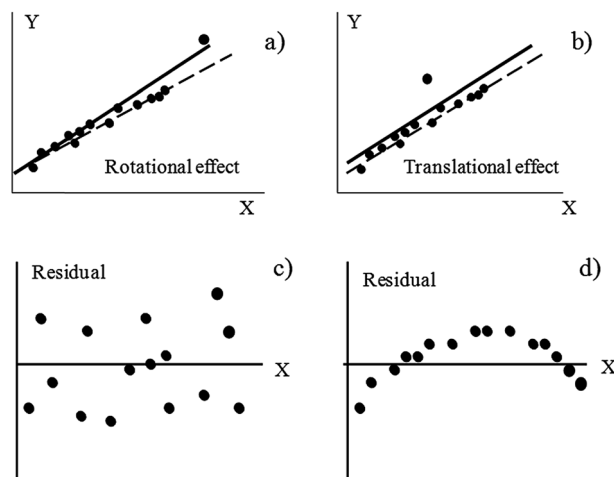 Y
a)
Rotational effect
X
Y
b)
Translational effect
X
Residual
c)
X
Residual
d)
X